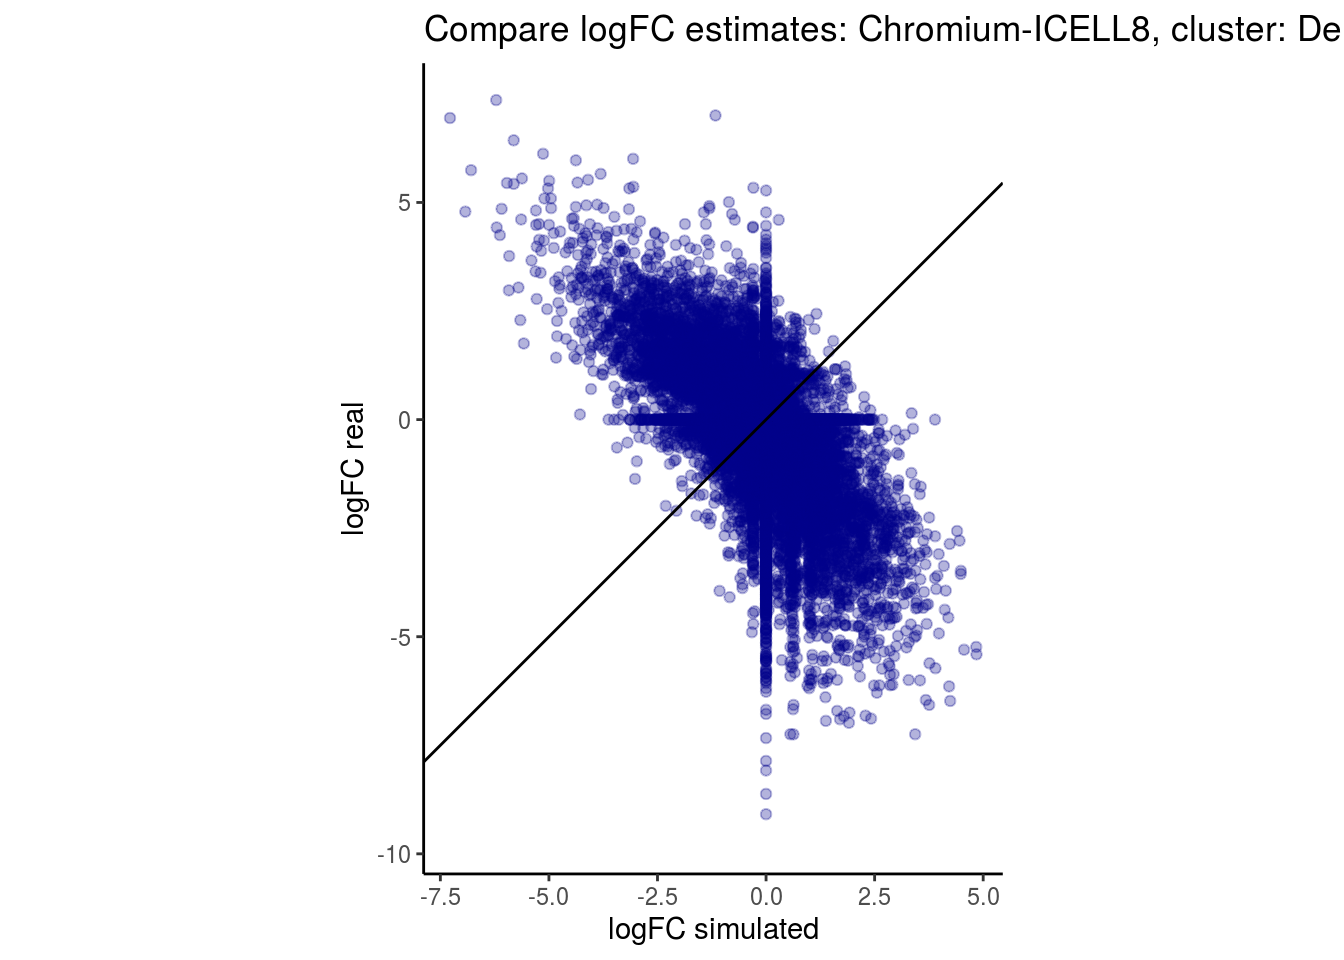 Compare logFC estimates: Chromium-ICELL8, cluster: De
5
0
-5
-10
logFC real
-7.5 -5.0 -2.5 0.0 2.5 5.0
logFC simulated